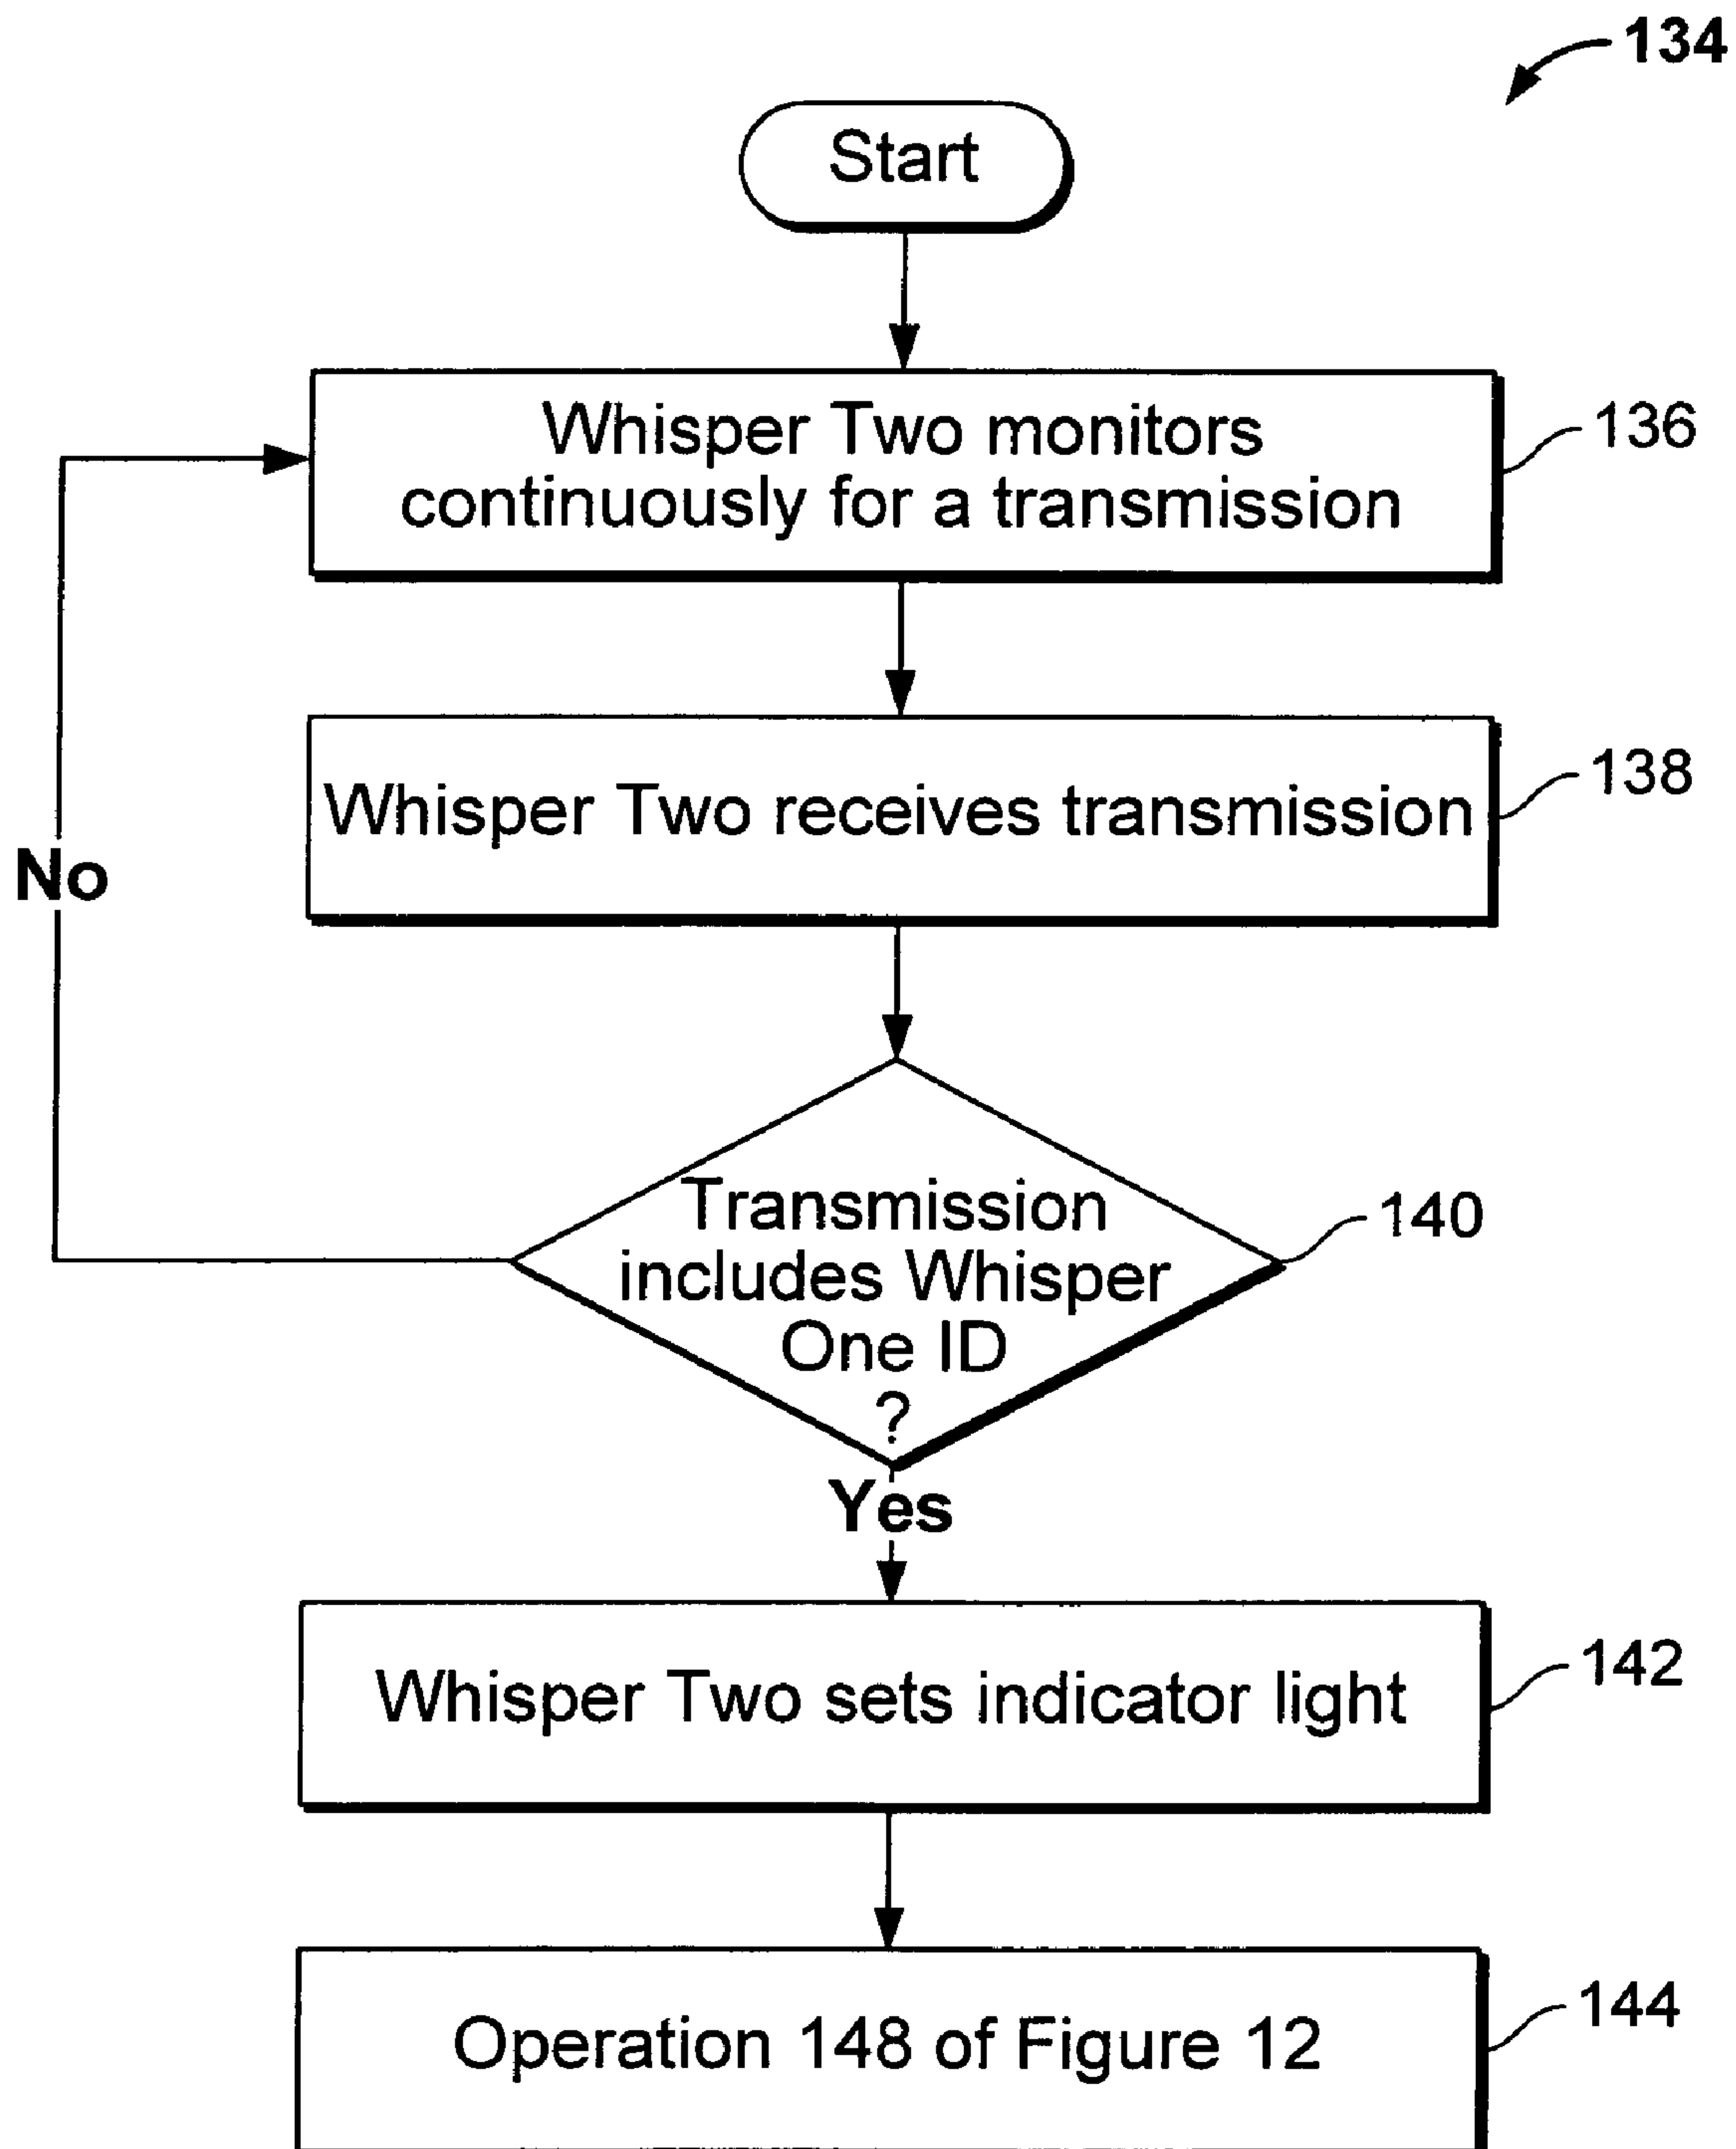 134
Start
Whisper Two monitors
continuously for a transmission
136
Whisper Two receives transmission
138
No
Transmission
includes Whisper
One ID
?
140
Yes
Whisper Two sets indicator light
142
Operation 148 of Figure 12
144